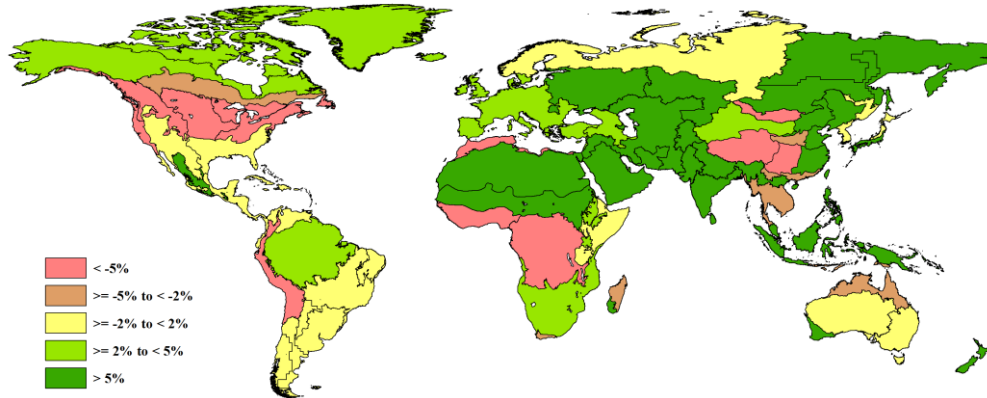 < -5%
>= -5% to < -2%
>= -2% to < 2%
>= 2% to < 5%
> 5%